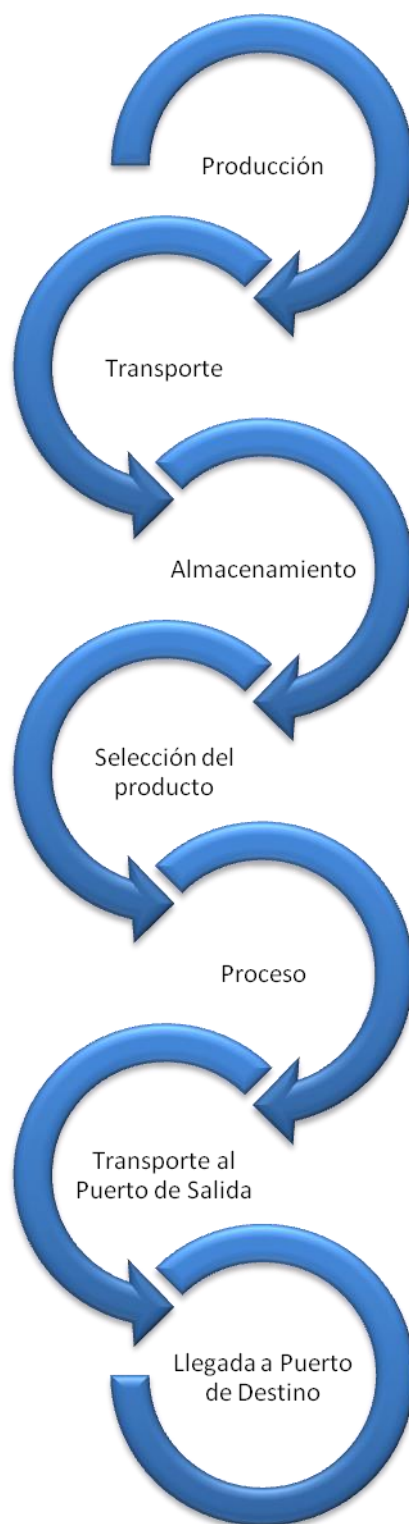 Producción
Transporte
Almacenamiento
Selección del
producto
Proceso
Transporte al
Puerto de Salida
Llegada a Puerto
de Destino